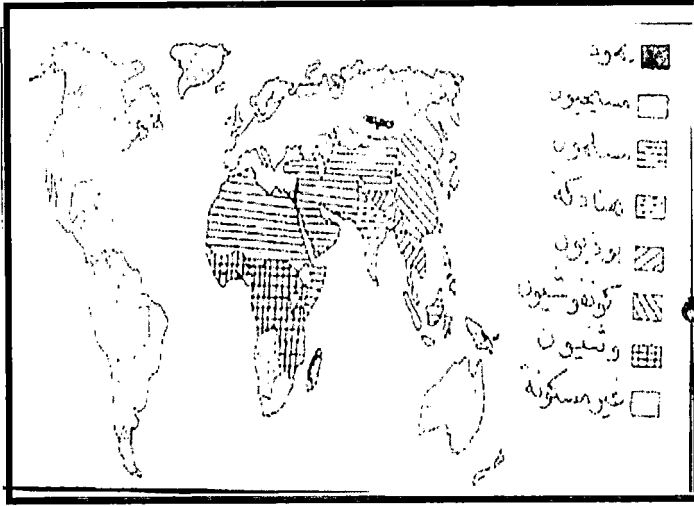 يهود
مسيحيون
مسلمون
هنادكة
بوذيون
كونفوشيون
وثنيون
غير مسكونة